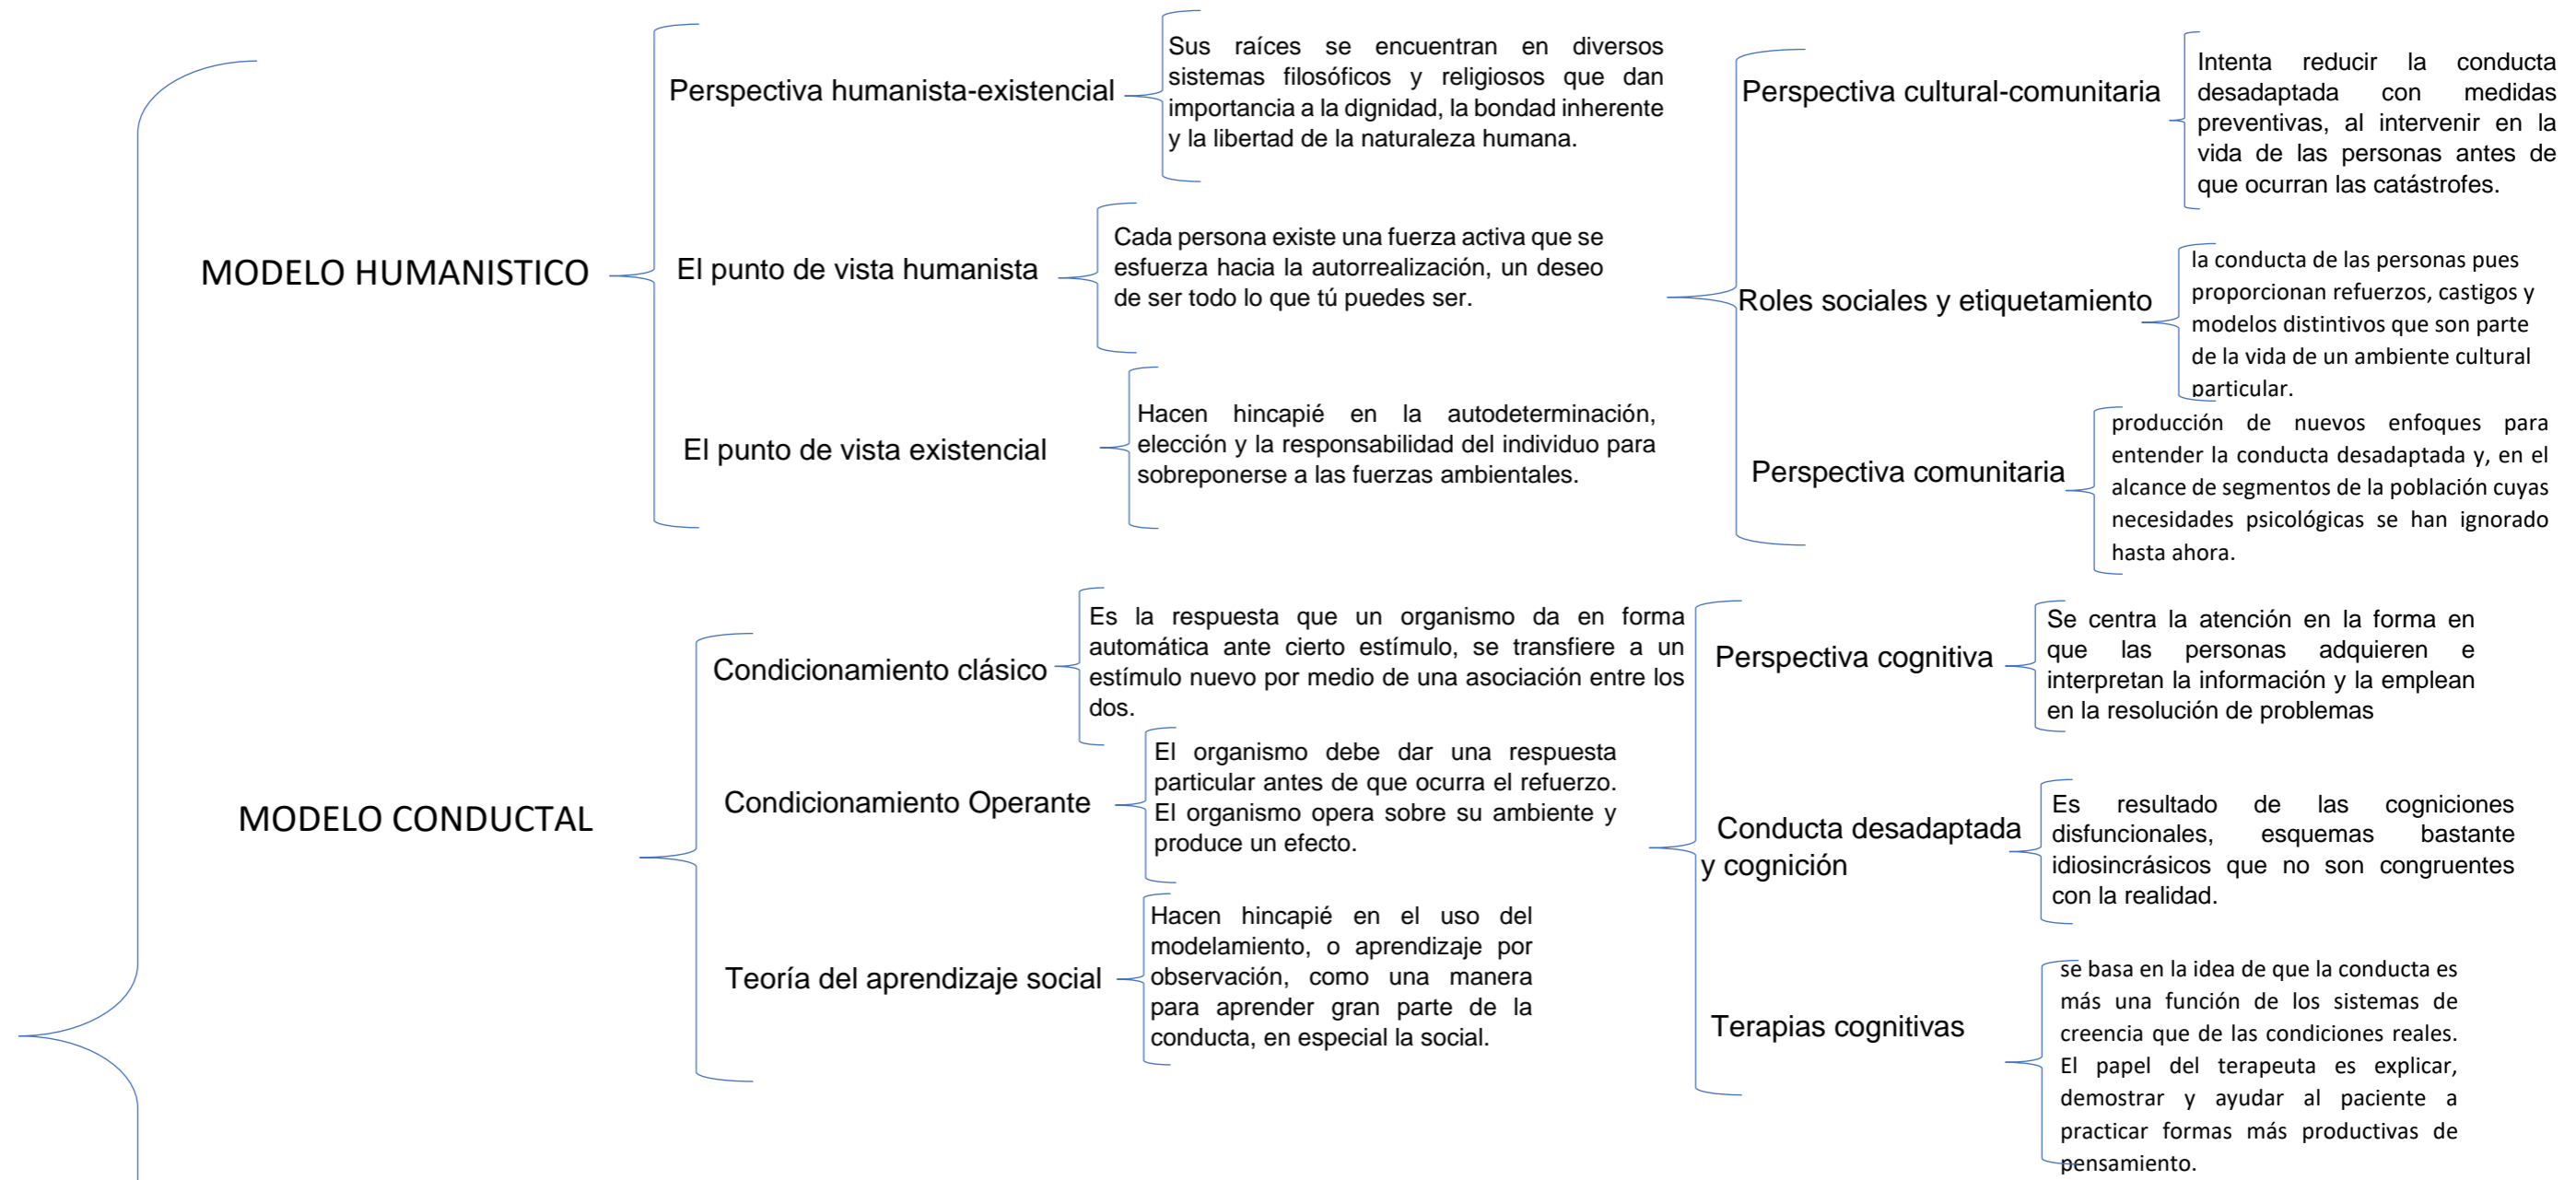 MODELO HUMANISTICO
Perspectiva humanista-existencial
Sus raíces se encuentran en diversos
sistemas filosóficos y religiosos que dan
importancia a la dignidad, la bondad inherente
y la libertad de la naturaleza humana.
El punto de vista humanista
Cada persona existe una fuerza activa que se
esfuerza hacia la autorrealización, un deseo
de ser todo lo que tú puedes ser.
El punto de vista existencial
Hacen hincapié en la autodeterminación,
elección y la responsabilidad del individuo para
sobreponerse a las fuerzas ambientales.
Perspectiva cultural-comunitaria
Intenta reducir la conducta
desadaptada con medidas
preventivas, al intervenir en la
vida de las personas antes de
que ocurran las catástrofes.
Roles sociales y etiquetamiento
la conducta de las personas pues
proporcionan refuerzos, castigos y
modelos distintivos que son parte
de la vida de un ambiente cultural
particular.
Perspectiva comunitaria
producción de nuevos enfoques para
entender la conducta desadaptada y, en el
alcance de segmentos de la población cuyas
necesidades psicológicas se han ignorado
hasta ahora.
MODELO CONDUCTAL
Condicionamiento clásico
Es la respuesta que un organismo da en forma
automática ante cierto estímulo, se transfiere a un
estímulo nuevo por medio de una asociación entre los
dos.
Condicionamiento Operante
El organismo debe dar una respuesta
particular antes de que ocurra el refuerzo.
El organismo opera sobre su ambiente y
produce un efecto.
Teoría del aprendizaje social
Hacen hincapié en el uso del
modelamiento, o aprendizaje por
observación, como una manera
para aprender gran parte de la
conducta, en especial la social.
Perspectiva cognitiva
Se centra la atención en la forma en
que las personas adquieren e
interpretan la información y la emplean
en la resolución de problemas
Conducta desadaptada
y cognición
Es resultado de las cogniciones
disfuncionales, esquemas bastante
idiosincrásicos que no son congruentes
con la realidad.
Terapias cognitivas
se basa en la idea de que la conducta es
más una función de los sistemas de
creencia que de las condiciones reales.
El papel del terapeuta es explicar,
demostrar y ayudar al paciente a
practicar formas más productivas de
pensamiento.